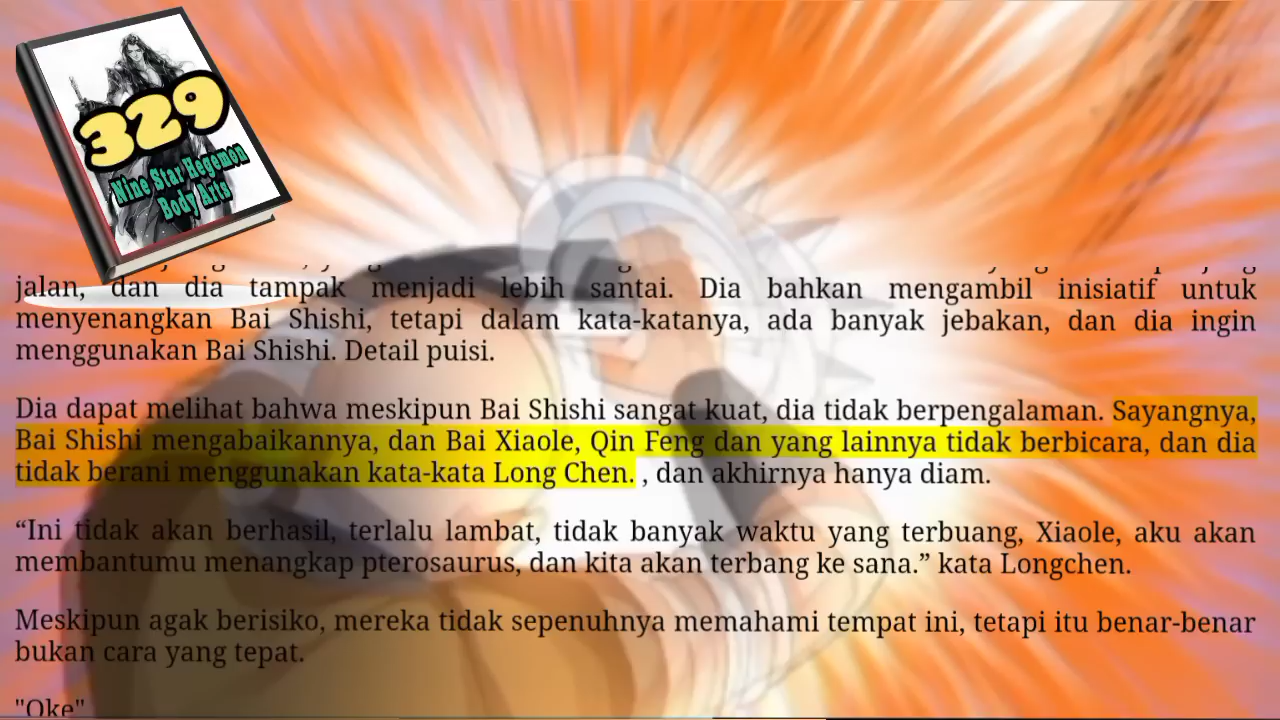 329
Nine Star Hegemon
Body Arts
jalan, dan dia tampak menjadi lebih santai. Dia bahkan mengambil inisiatif untuk
menyenangkan Bai Shishi, tetapi dalam kata-katanya, ada banyak jebakan, dan dia ingin
menggunakan Bai Shishi. Detail puisi.
Dia dapat melihat bahwa meskipun Bai Shishi sangat kuat, dia tidak berpengalaman. Sayangnya,
Bai Shishi mengabaikannya, dan Bai Xiaole, Qin Feng dan yang lainnya tidak berbicara, dan dia
tidak berani menggunakan kata-kata Long Chen. , dan akhirnya hanya diam.
“Ini tidak akan berhasil, terlalu lambat, tidak banyak waktu yang terbuang, Xiaole, aku akan
membantumu menangkap pterosaurus, dan kita akan terbang ke sana.” kata Longchen.
Meskipun agak berisiko, mereka tidak sepenuhnya memahami tempat ini, tetapi itu benar-benar
bukan cara yang tepat.
"Oke"